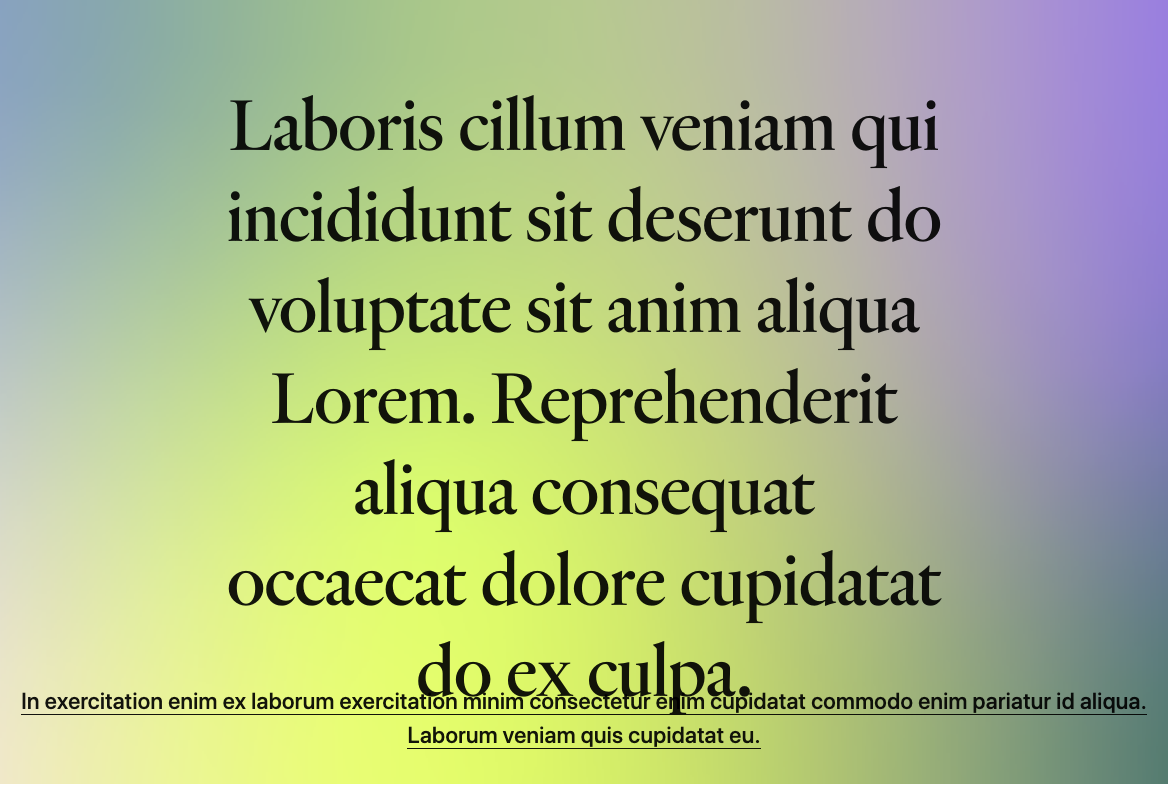 Laboris cillum veniam qui
incididunt sit deserunt do
voluptate sit anim aliqua
Lorem. Reprehenderit
aliqua consequat
occaecat dolore cupidatat
do ex culpa.
In exercitation enim ex laborum exercitation minim consectetur enim cupidatat commodo enim pariatur id aliqua.
Laborum veniam quis cupidatat eu.